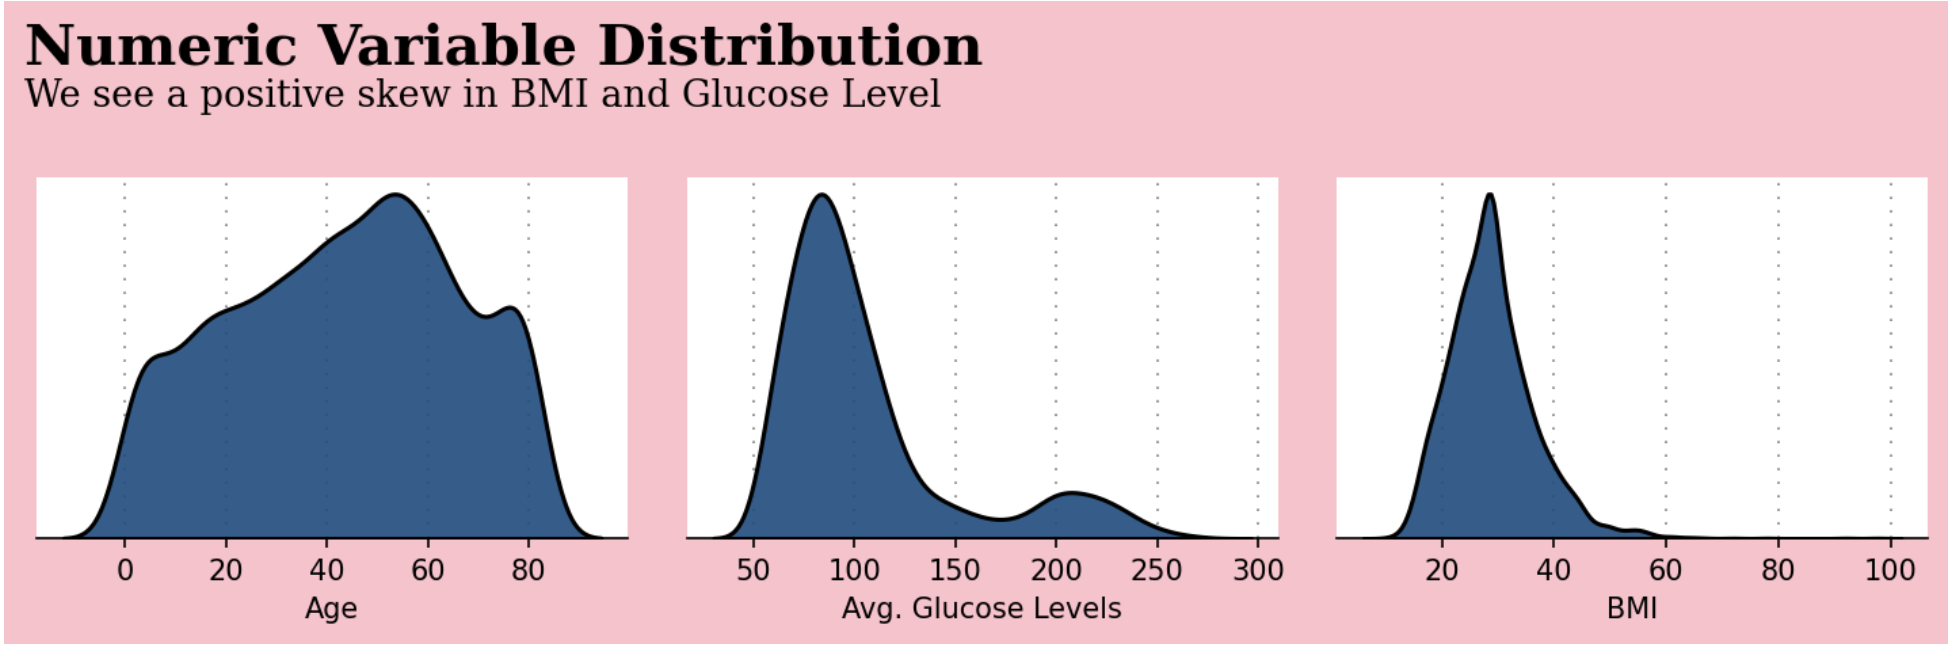 Numeric Variable Distribution
We see a positive skew in BMI and Glucose Level
0 20 40 60 80
Age
50 100 150 200 250 300
Avg. Glucose Levels
20 40 60 80 100
BMI